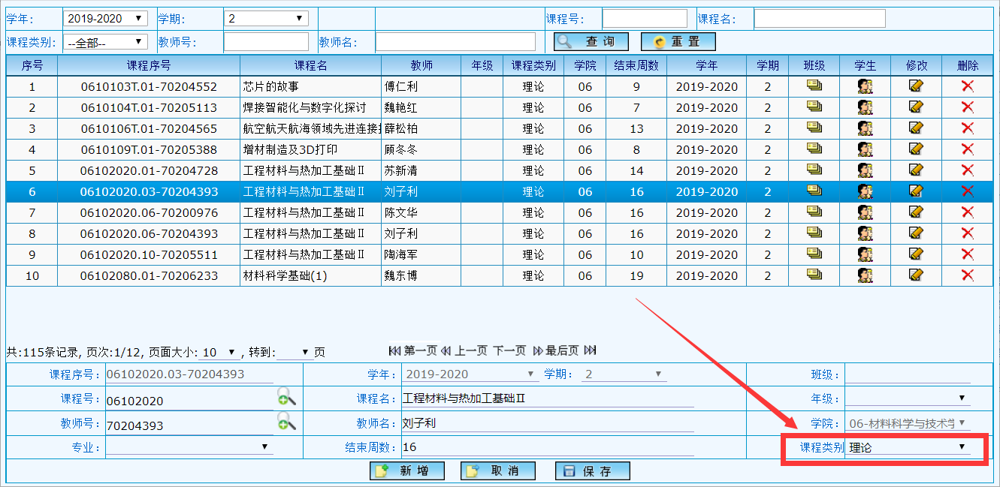 学年： 2019-2020 学期： 2 课程号： 课程名：
课程类别： --全部-- 教师号： 教师名： 查 询 重 置
序号 课程序号 课程名 教师 年级 课程类别 学院 结束周数 学年 学期 班级 学生 修改 删除
1 0610103T.01-70204552 芯片的故事 傅仁利 理论 06 9 2019-2020 2
2 0610104T.01-70205113 焊接智能化与数字化探讨 魏艳红 理论 06 7 2019-2020 2
3 0610106T.01-70204565 航空航天航海领域先进连接 薛松柏 理论 06 13 2019-2020 2
4 0610109T.01-70205388 增材制造及3D打印 顾冬冬 理论 06 8 2019-2020 2
5 06102020.01-70204728 工程材料与热加工基础Ⅱ 苏新清 理论 06 14 2019-2020 2
6 06102020.03-70204393 工程材料与热加工基础Ⅱ 刘子利 理论 06 16 2019-2020 2
7 06102020.06-70200976 工程材料与热加工基础Ⅱ 陈文华 理论 06 16 2019-2020 2
8 06102020.06-70204393 工程材料与热加工基础Ⅱ 刘子利 理论 06 16 2019-2020 2
9 06102020.10-70205511 工程材料与热加工基础Ⅱ 陶海军 理论 06 10 2019-2020 2
10 06102080.01-70206233 材料科学基础(1) 魏东博 理论 06 19 2019-2020 2
共:115条记录, 页次:1/12, 页面大小: 10 , 转到: 页 第一页 上一页 下一页 最后页
课程序号： 06102020.03-70204393 学年： 2019-2020 学期： 2 班级：
课程号： 06102020 课程名： 工程材料与热加工基础Ⅱ 年级：
教师号： 70204393 教师名： 刘子利 学院： 06-材料科学与技术学
专业： 结束周数： 16 课程类别 理论
新 增 取 消 保 存